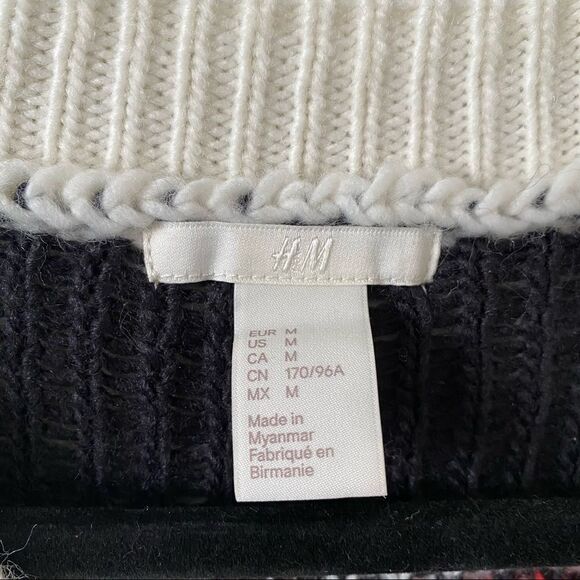 H&M
EUR M
US M
CA M
CN 170/96A
MX M
Made in
Myanmar
Fabriqué en
Birmanie